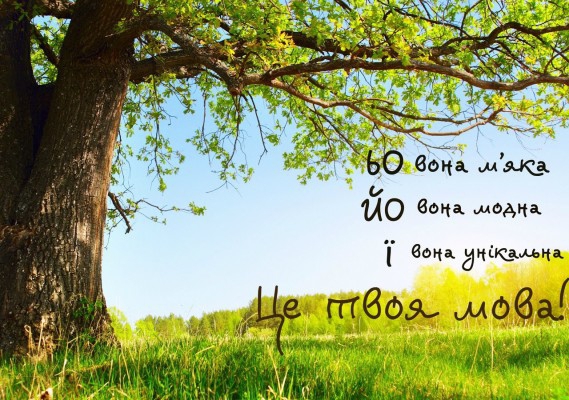 ьо вона м'яка
йо вона модна
ї вона унікальна
Це твоя мова!